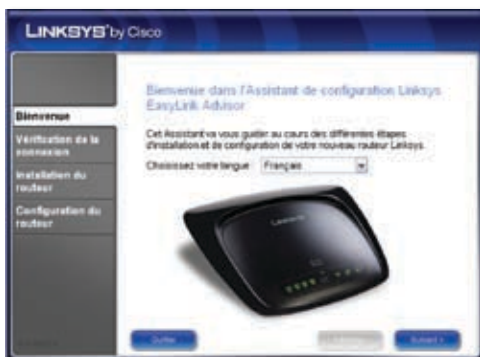 LINKSYS® by Cisco
Bienvenue
Vérification de la connexion
Installation du routeur
Configuration du routeur
Bienvenue dans l'Assistant de configuration Linksys
EasyLink Advisor
Cet Assistant va vous guider au cours des différentes étapes
d'installation et de configuration de votre nouveau routeur Linksys.
Choisissez votre langue : Français
Quitter
Suivant >